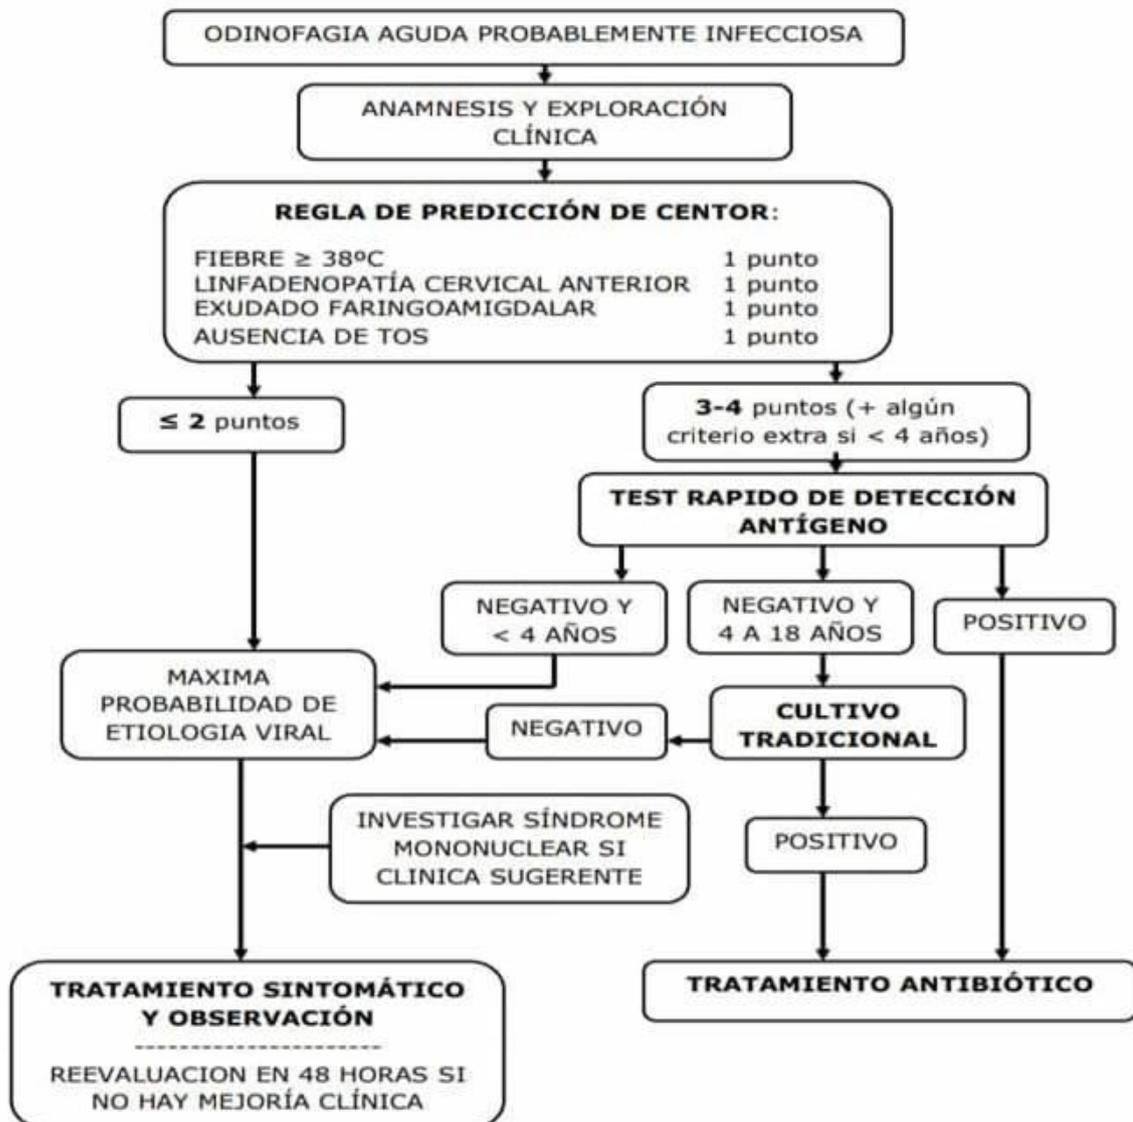 ODINOFAGIA AGUDA PROBABLEMENTE INFECCIOSA
ANAMNESIS Y EXPLORACIÓN
CLÍNICA
REGLA DE PREDICCIÓN DE CENTOR:
FIEBRE ≥ 38ºC 1 punto
LINFADENOPATÍA CERVICAL ANTERIOR 1 punto
EXUDADO FARINGOAMIGDALAR 1 punto
AUSENCIA DE TOS 1 punto
≤ 2 puntos
3-4 puntos (+ algún
criterio extra si < 4 años)
TEST RAPIDO DE DETECCIÓN
ANTÍGENO
NEGATIVO Y
< 4 AÑOS
NEGATIVO Y
4 A 18 AÑOS
POSITIVO
MAXIMA
PROBABILIDAD DE
ETIOLOGIA VIRAL
NEGATIVO
CULTIVO
TRADICIONAL
INVESTIGAR SÍNDROME
MONONUCLEAR SI
CLINICA SUGERENTE
POSITIVO
TRATAMIENTO SINTOMÁTICO
Y OBSERVACIÓN
----------------------
REEVALUACION EN 48 HORAS SI
NO HAY MEJORÍA CLÍNICA
TRATAMIENTO ANTIBIÓTICO